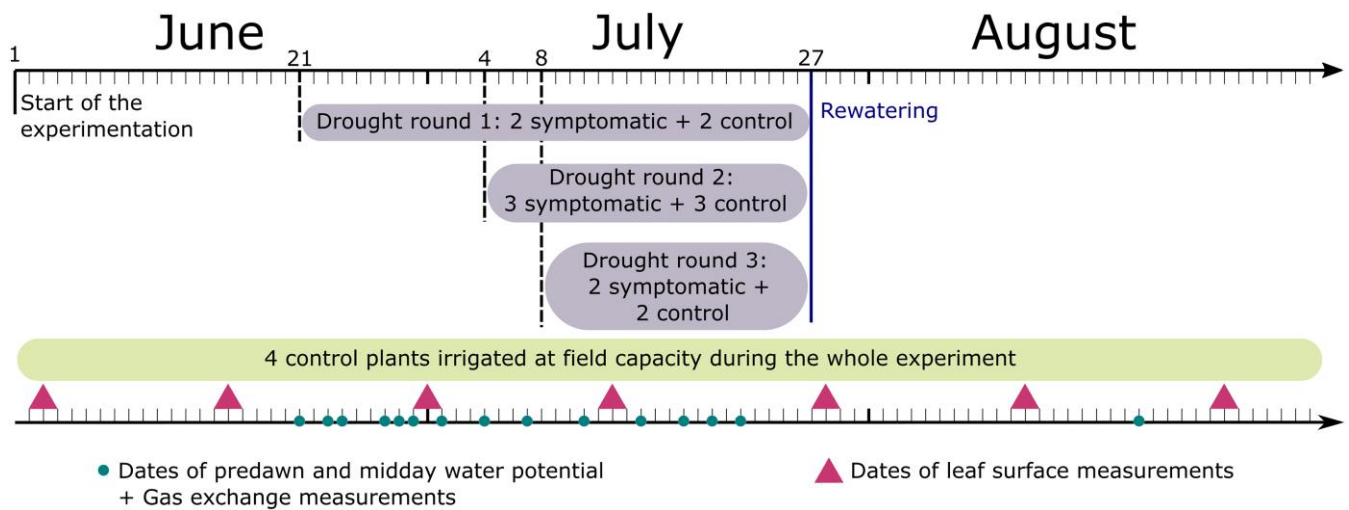 June
July
August
1
21
4
8
27
Start of the
experimentation
Drought round 1: 2 symptomatic + 2 control
Rewatering
Drought round 2:
3 symptomatic + 3 control
Drought round 3:
2 symptomatic +
2 control
4 control plants irrigated at field capacity during the whole experiment
Dates of predawn and midday water potential
+ Gas exchange measurements
Dates of leaf surface measurements